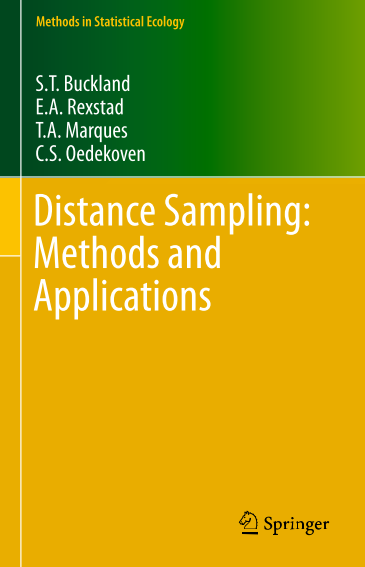 Methods in Statistical Ecology
S.T. Buckland
E.A. Rexstad
T.A. Marques
C.S. Oedekoven
Distance Sampling:
Methods and
Applications
Springer